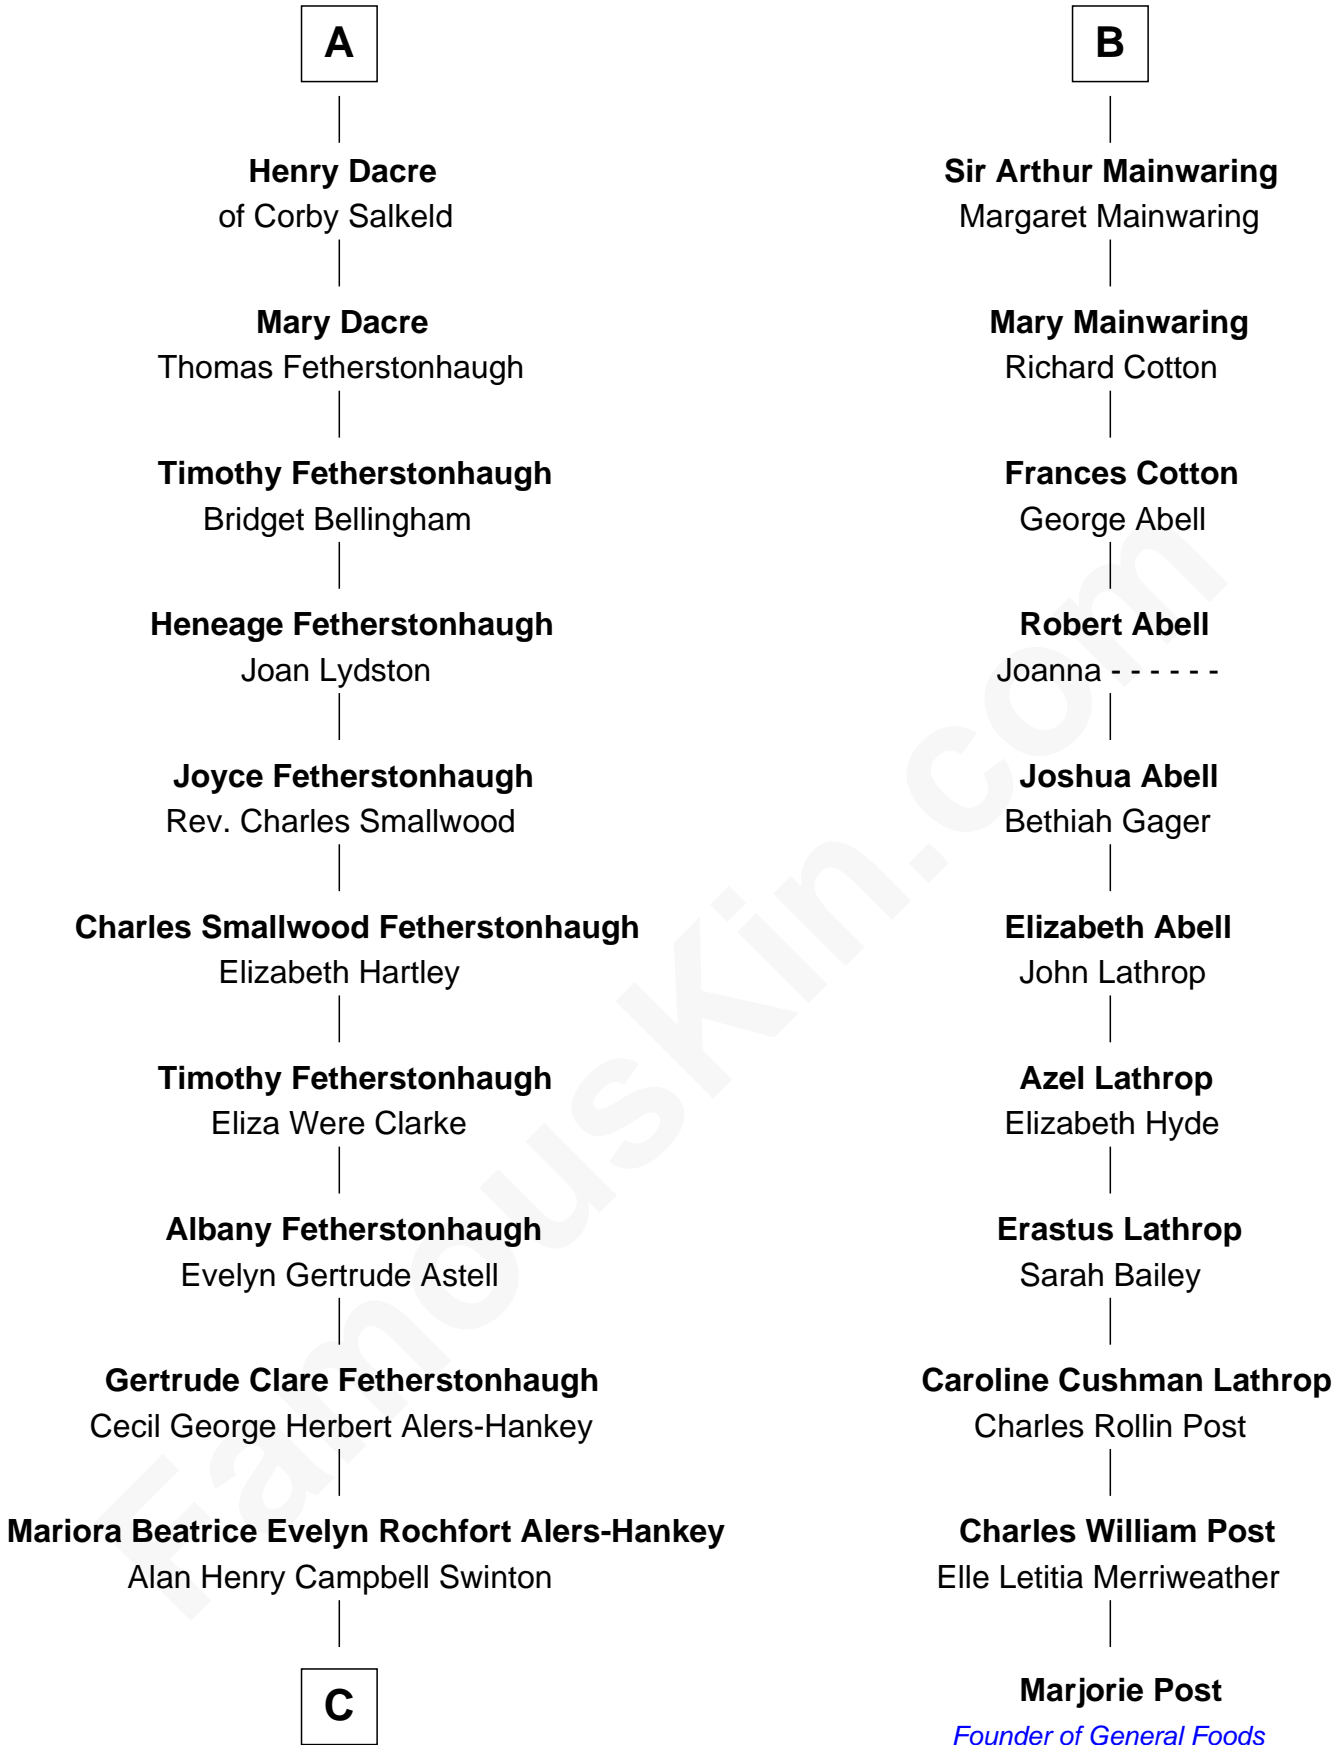 A
Henry Dacre
of Corby Salkeld
Mary Dacre
Thomas Fetherstonhaugh
Timothy Fetherstonhaugh
Bridget Bellingham
Heneage Fetherstonhaugh
Joan Lydston
Joyce Fetherstonhaugh
Rev. Charles Smallwood
Charles Smallwood Fetherstonhaugh
Elizabeth Hartley
Timothy Fetherstonhaugh
Eliza Were Clarke
Albany Fetherstonhaugh
Evelyn Gertrude Astell
Gertrude Clare Fetherstonhaugh
Cecil George Herbert Alers-Hankey
Mariora Beatrice Evelyn Rochfort Alers-Hankey
Alan Henry Campbell Swinton
C
B
Sir Arthur Mainwaring
Margaret Mainwaring
Mary Mainwaring
Richard Cotton
Frances Cotton
George Abell
Robert Abell
Joanna - - - - - -
Joshua Abell
Bethiah Gager
Elizabeth Abell
John Lathrop
Azel Lathrop
Elizabeth Hyde
Erastus Lathrop
Sarah Bailey
Caroline Cushman Lathrop
Charles Rollin Post
Charles William Post
Elle Letitia Merriweather
Marjorie Post
Founder of General Foods
FamousKin.com